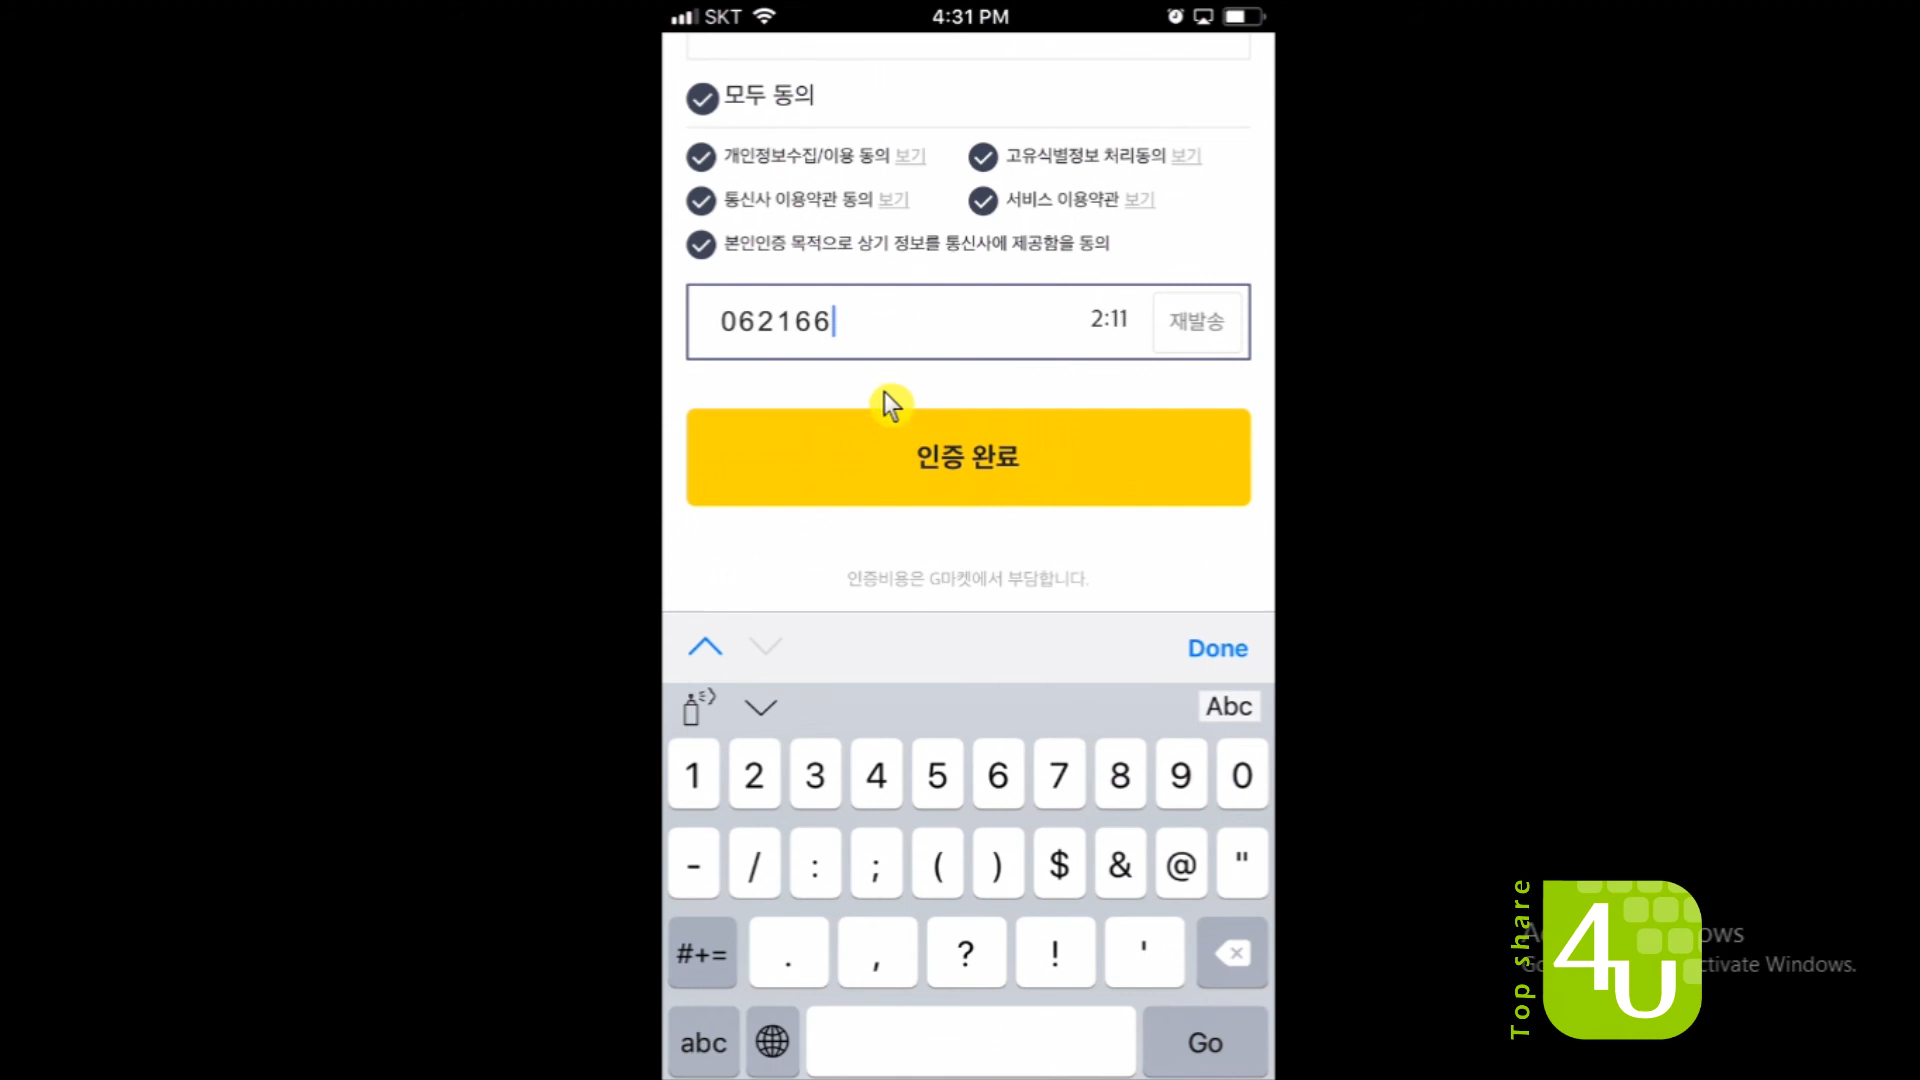 SKT 4:31 PM
모두 동의
개인정보수집/이용 동의 보기 고유식별정보 처리동의 보기
통신사 이용약관 동의 보기 서비스 이용약관 보기
본인인증 목적으로 상기 정보를 통신사에 제공함을 동의
062166 2:11 재발송
인증 완료
인증비용은 G마켓에서 부담합니다.
Done
Abc
1 2 3 4 5 6 7 8 9 0
- / : ; ( ) $ & @ "
#+= . , ? ! '
abc Go
Top share
4U
ctivate Windows.